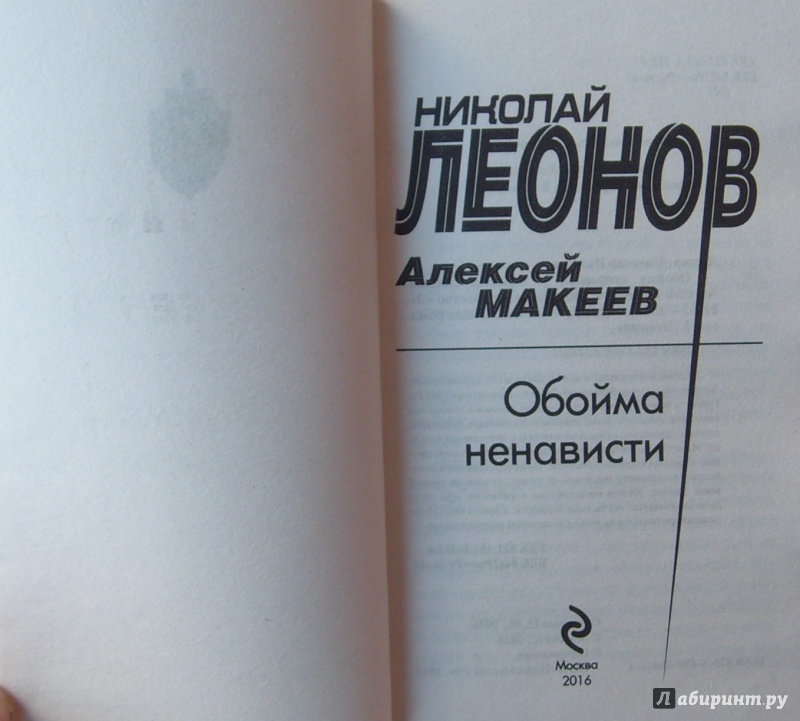 НИКОЛАЙ
ЛЕОНОВ
Алексей
МАКЕЕВ
Обойма
ненависти
Москва
2016
Лабиринт.ру